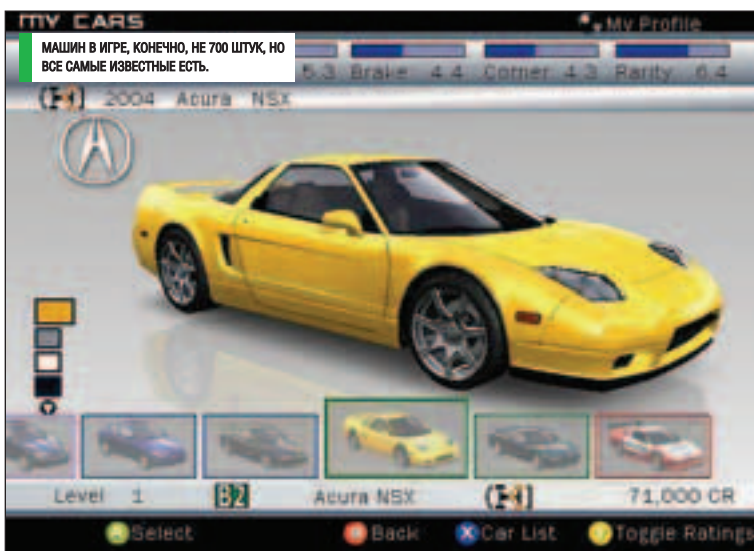 MY CARS
My Profile
МАШИН В ИГРЕ, КОНЕЧНО, НЕ 700 ШТУК, НО
ВСЕ САМЫЕ ИЗВЕСТНЫЕ ЕСТЬ.
5.3 Brake 4.4 Corner 4.3 Rarity 6.4
2004 Acura NSX
Level 1 B2 Acura NSX 71,000 CR
A Select B Back X Car List Y Toggle Ratings